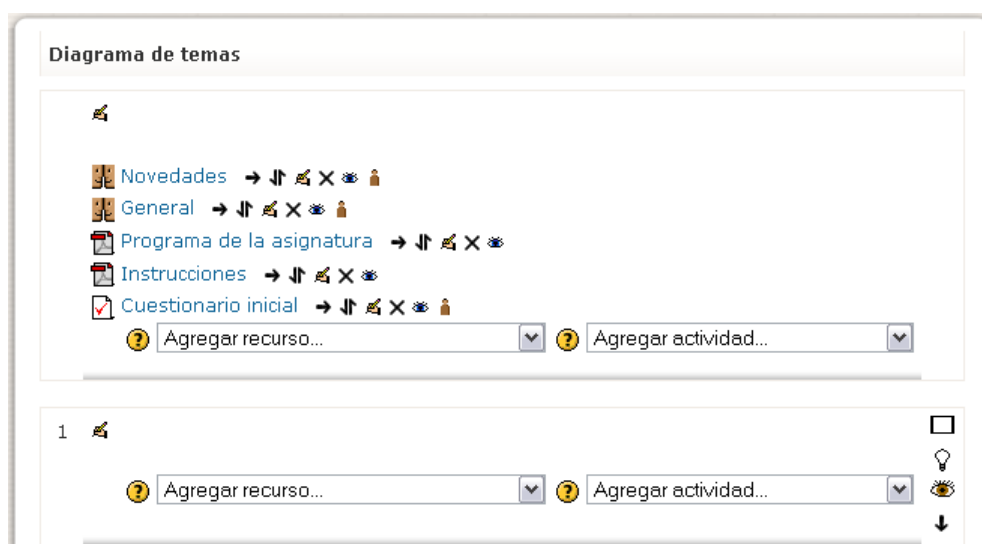 Diagrama de temas
Novedades
General
Programa de la asignatura
Instrucciones
Cuestionario inicial
Agregar recurso... Agregar actividad...
1
Agregar recurso... Agregar actividad...